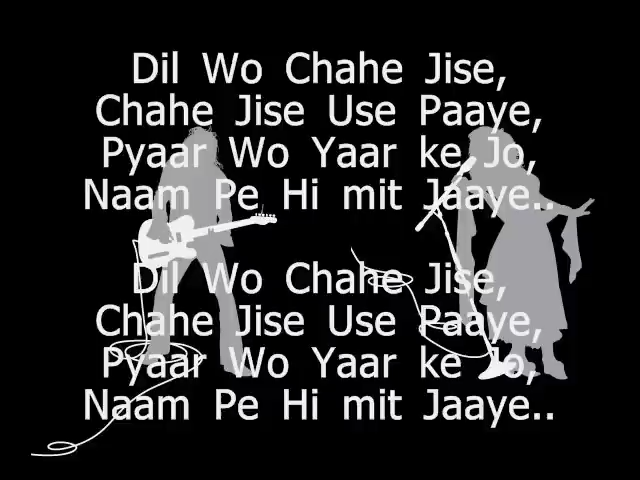 Dil Wo Chahe Jise,
Chahe Jise Use Paaye,
Pyaar Wo Yaar ke Jo,
Naam Pe Hi mit Jaaye..
Dil Wo Chahe Jise,
Chahe Jise Use Paaye,
Pyaar Wo Yaar ke Jo,
Naam Pe Hi mit Jaaye..